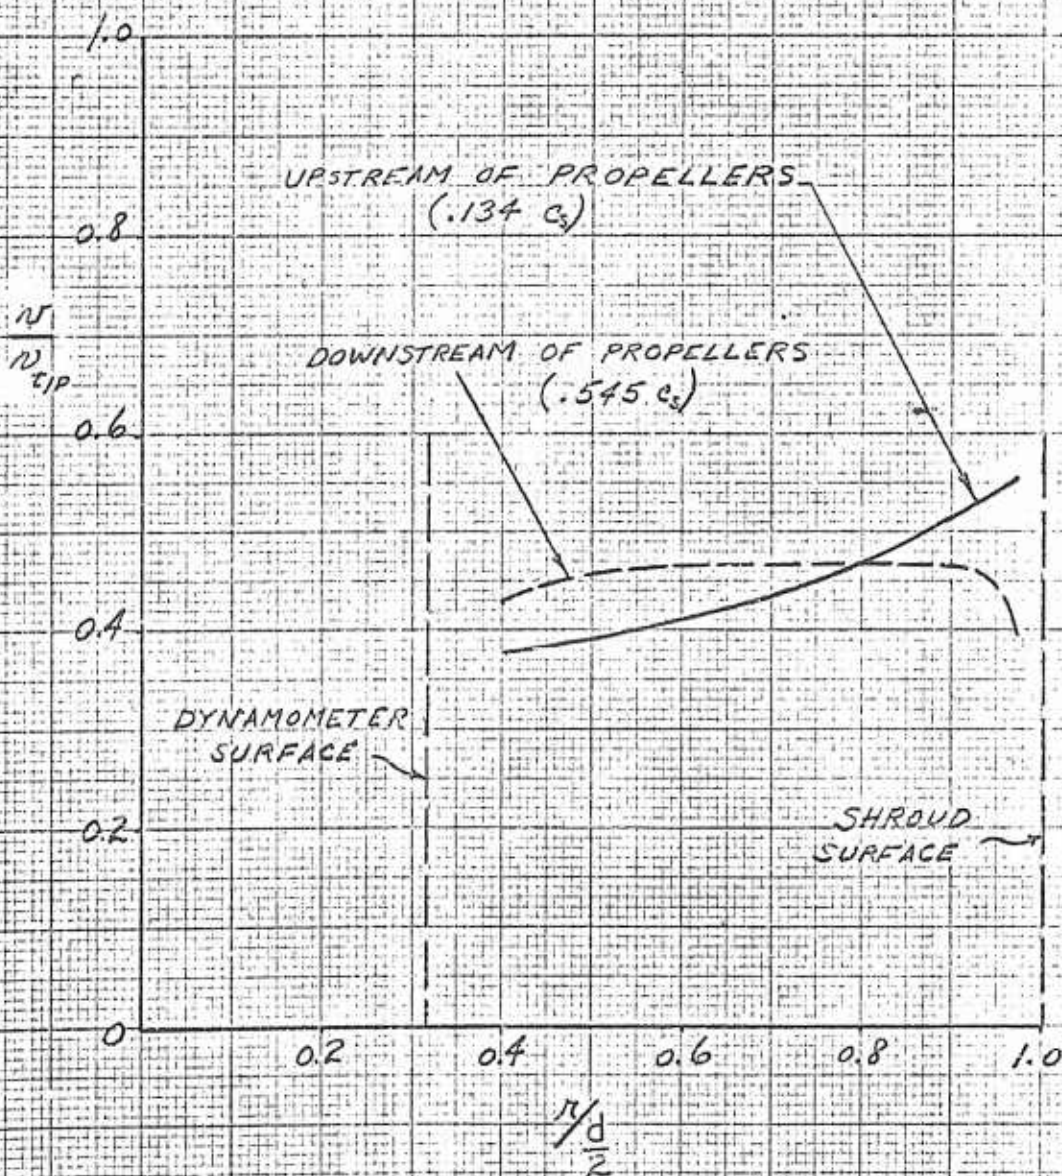 1.0
UPSTREAM OF PROPELLERS
(.134 cs)
0.8
v
v TIP
DOWNSTREAM OF PROPELLERS
(.545 cs)
0.6
0.4
DYNAMOMETER
SURFACE
0.2
SHROUD
SURFACE
0
0.2 0.4 0.6 0.8 1.0
r/d
2